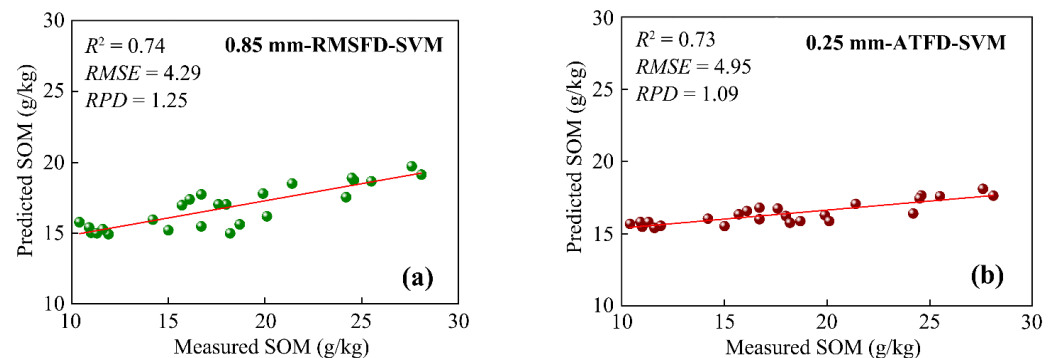 30
25
20
15
10
Predicted SOM (g/kg)
R² = 0.74
RMSE = 4.29
RPD = 1.25
0.85 mm-RMSFD-SVM
(a)
10 15 20 25 30
Measured SOM (g/kg)
30
25
20
15
10
Predicted SOM (g/kg)
R² = 0.73
RMSE = 4.95
RPD = 1.09
0.25 mm-ATFD-SVM
(b)
10 15 20 25 30
Measured SOM (g/kg)